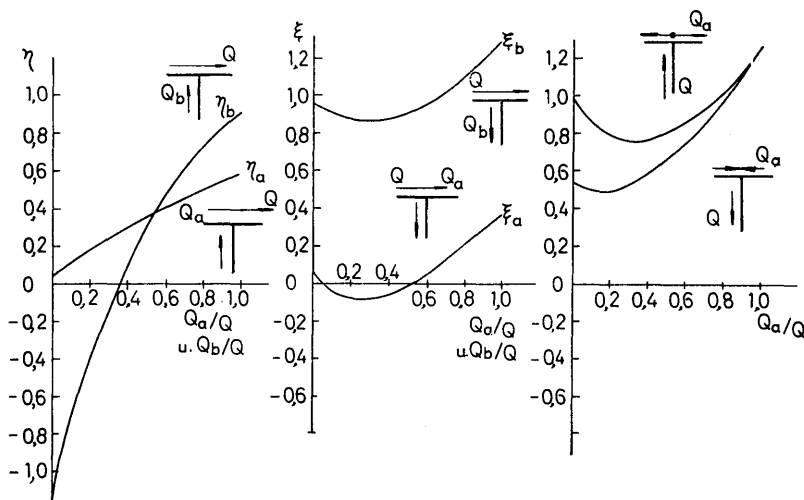 η
1,0
0,8
0,6
0,4
0,2
0
-0,2
-0,4
-0,6
-0,8
-1,0
Q
Q_b
η_b
η_a
Q_a Q
0,2 0,4 0,6 0,8 1,0
Q_a/Q
u. Q_b/Q
ξ
1,2
1,0
0,8
0,6
0,4
0,2
0
-0,2
-0,4
-0,6
ξ_b
Q
Q_b
Q Q_a
ξ_a
0,2 0,4 0,6 0,8 1,0
Q_a/Q
u.Q_b/Q
1,2
1,0
0,8
0,6
0,4
0,2
0
-0,2
-0,4
-0,6
Q_a
Q
Q_a
Q
0,2 0,4 0,6 0,8 1,0
Q_a/Q